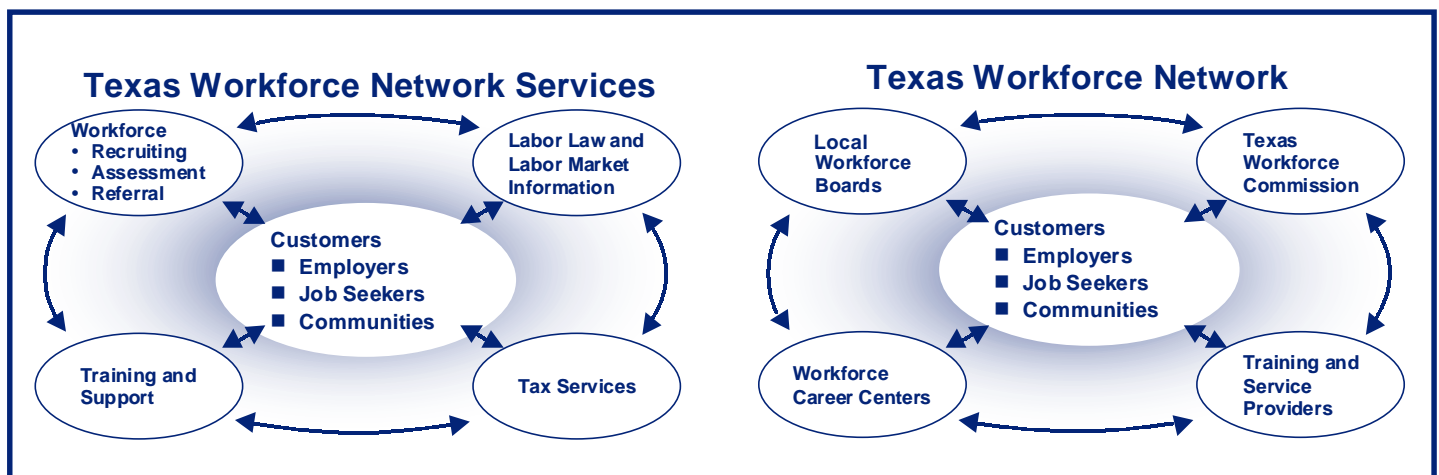 Texas Workforce Network Services
Workforce
• Recruiting
• Assessment
• Referral
Labor Law and
Labor Market
Information
Customers
■ Employers
■ Job Seekers
■ Communities
Training and
Support
Tax Services
Texas Workforce Network
Local
Workforce
Boards
Texas
Workforce
Commission
Customers
■ Employers
■ Job Seekers
■ Communities
Workforce
Career Centers
Training and
Service
Providers